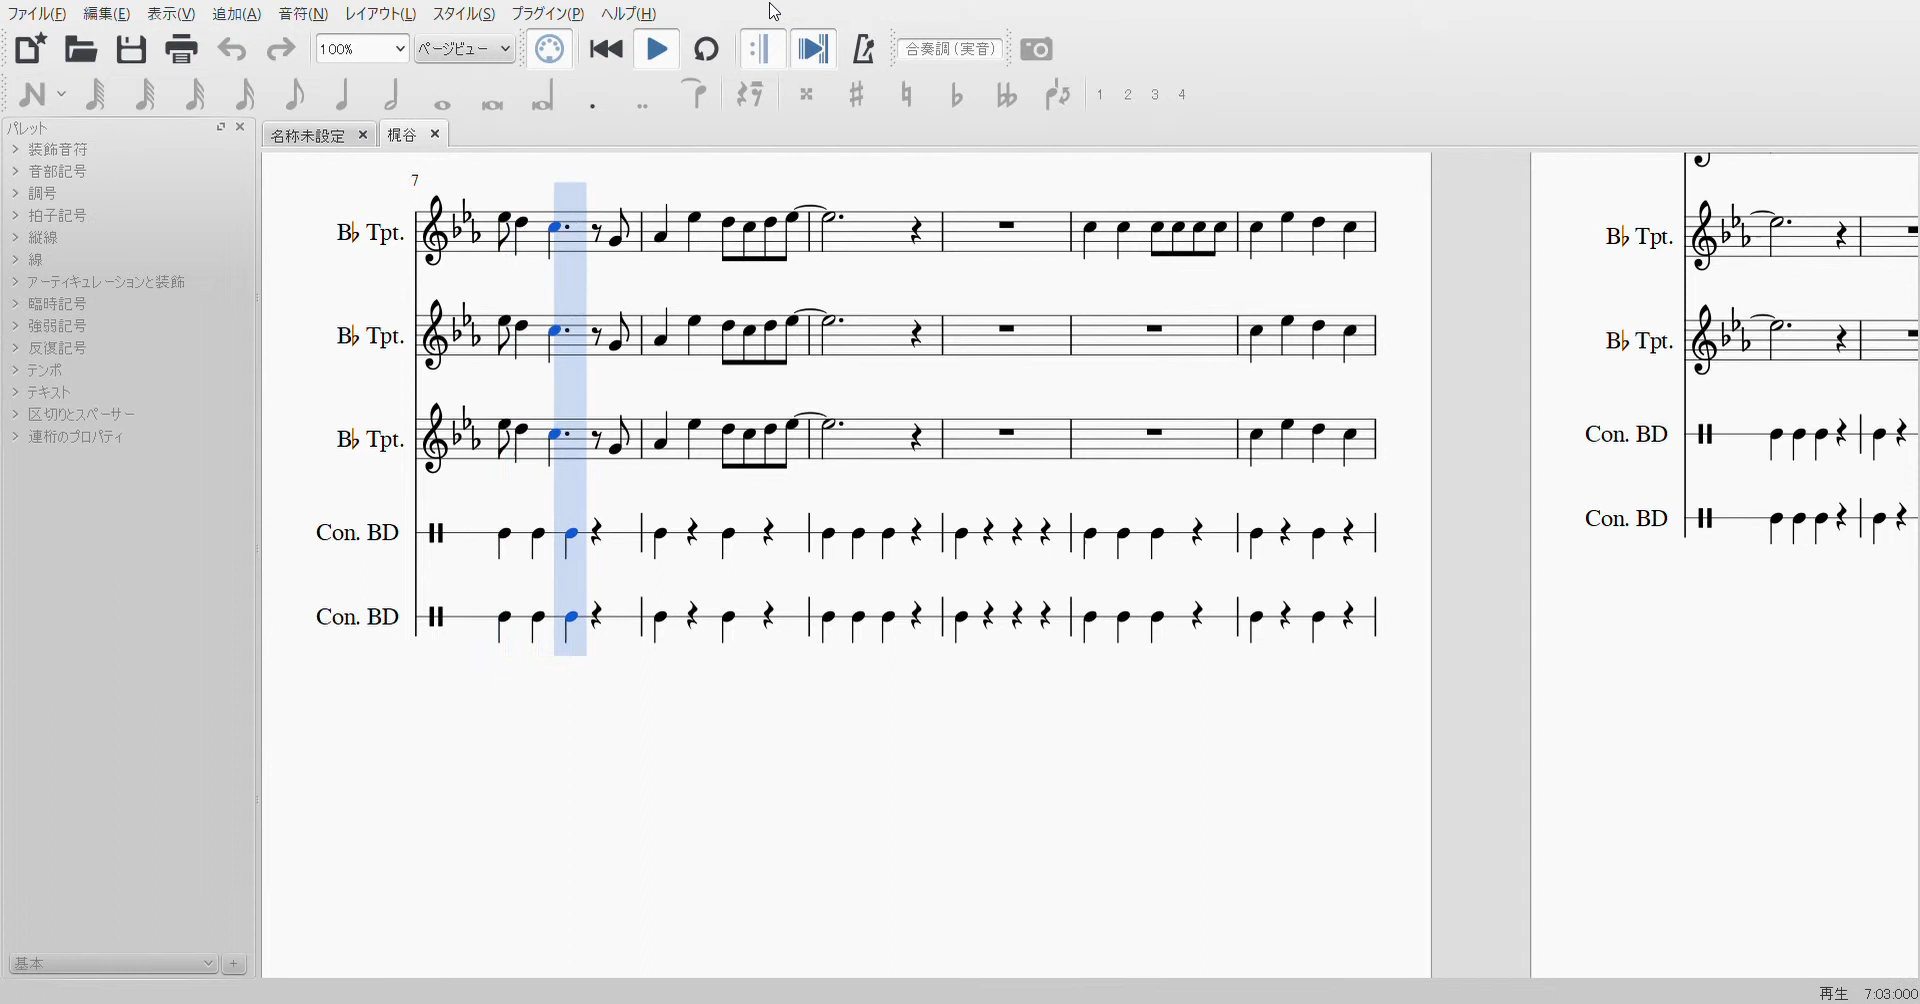 ファイル(F) 編集(E) 表示(V) 追加(A) 音符(N) レイアウト(L) スタイル(S) プラグイン(P) ヘルプ(H)
100% ページビュー 合奏調(実音)
1 2 3 4
パレット
名称未設定 梶谷
装飾音符
音部記号
調号
拍子記号
縦線
線
アーティキュレーションと装飾
臨時記号
強弱記号
反復記号
テンポ
テキスト
区切りとスペーサー
連桁のプロパティ
7
B♭ Tpt.
B♭ Tpt.
B♭ Tpt.
Con. BD
Con. BD
B♭ Tpt.
B♭ Tpt.
Con. BD
Con. BD
基本
再生 7:03:000